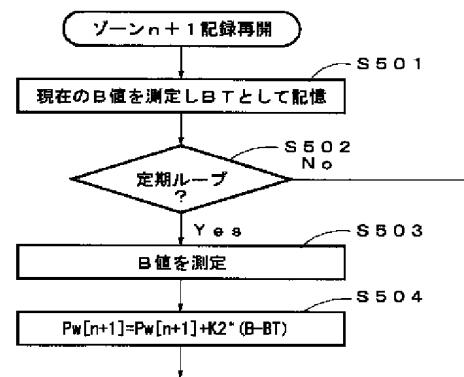 ゾーンn+1記録再開
S501
現在のB値を測定しBTとして記憶
S502
No
定期ループ
?
Yes
S503
B値を測定
S504
Pw[n+1]=Pw[n+1]+K2*(B-BT)